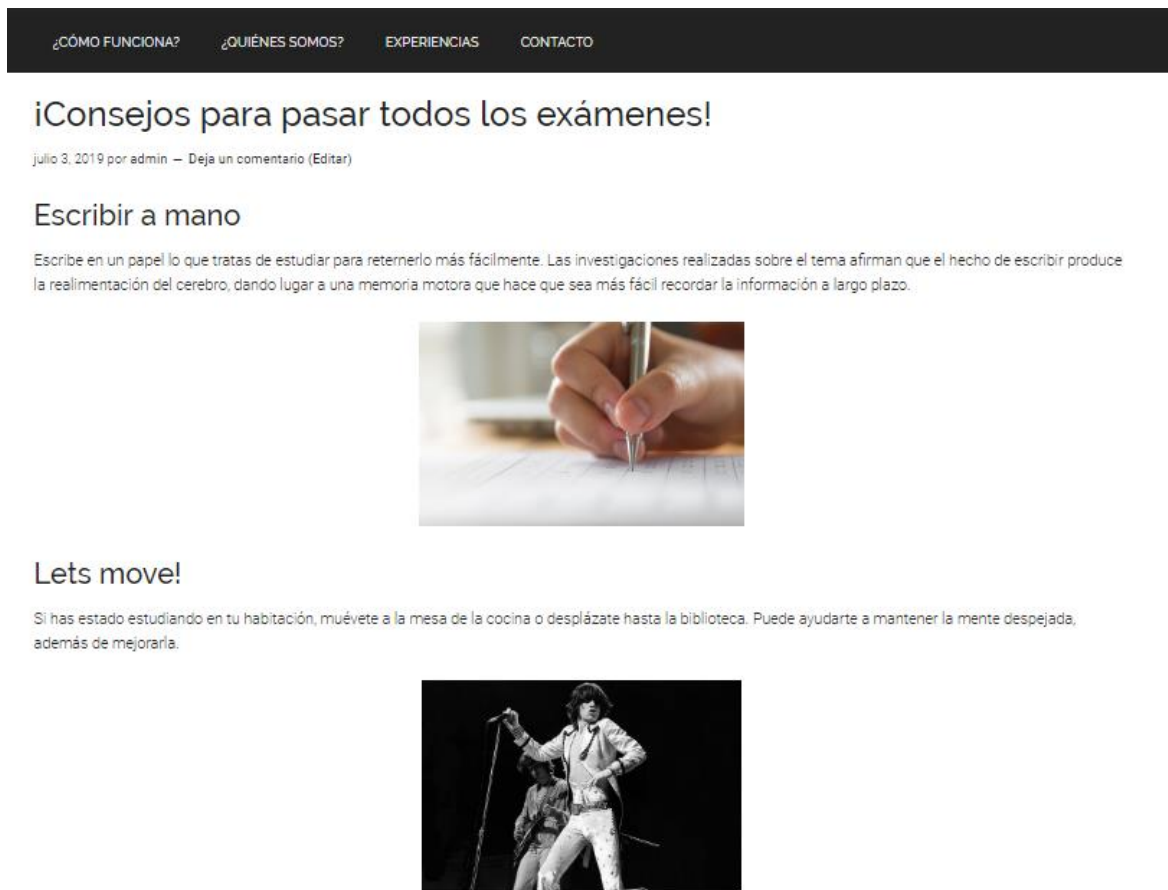 ¿CÓMO FUNCIONA? ¿QUIÉNES SOMOS? EXPERIENCIAS CONTACTO
¡Consejos para pasar todos los exámenes!
julio 3, 2019 por admin — Deja un comentario (Editar)
Escribir a mano
Escribe en un papel lo que tratas de estudiar para reternerlo más fácilmente. Las investigaciones realizadas sobre el tema afirman que el hecho de escribir produce
la realimentación del cerebro, dando lugar a una memoria motora que hace que sea más fácil recordar la información a largo plazo.
Lets move!
Si has estado estudiando en tu habitación, muévete a la mesa de la cocina o desplázate hasta la biblioteca. Puede ayudarte a mantener la mente despejada,
además de mejorarla.